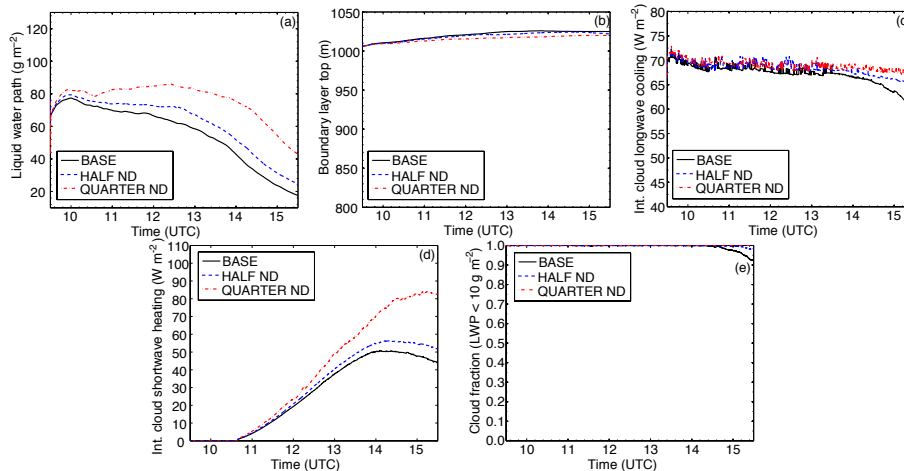 (a)
Liquid water path (g m⁻²)
160
140
120
100
80
60
40
20
BASE
HALF ND
QUARTER ND
10 11 12 13 14 15
Time (UTC)
(b)
Boundary layer top (m)
1050
1000
950
900
850
800
BASE
HALF ND
QUARTER ND
10 11 12 13 14 15
Time (UTC)
(c)
Int. cloud longwave cooling (W m⁻²)
80
75
70
65
60
55
50
45
40
BASE
HALF ND
QUARTER ND
10 11 12 13 14 15
Time (UTC)
(d)
Int. cloud shortwave heating (W m⁻²)
110
100
90
80
70
60
50
40
30
20
10
0
BASE
HALF ND
QUARTER ND
10 11 12 13 14 15
Time (UTC)
(e)
Cloud fraction (LWP < 10 g m⁻²)
1.0
0.9
0.8
0.7
0.6
0.5
0.4
0.3
0.2
0.1
0.0
BASE
HALF ND
QUARTER ND
10 11 12 13 14 15
Time (UTC)